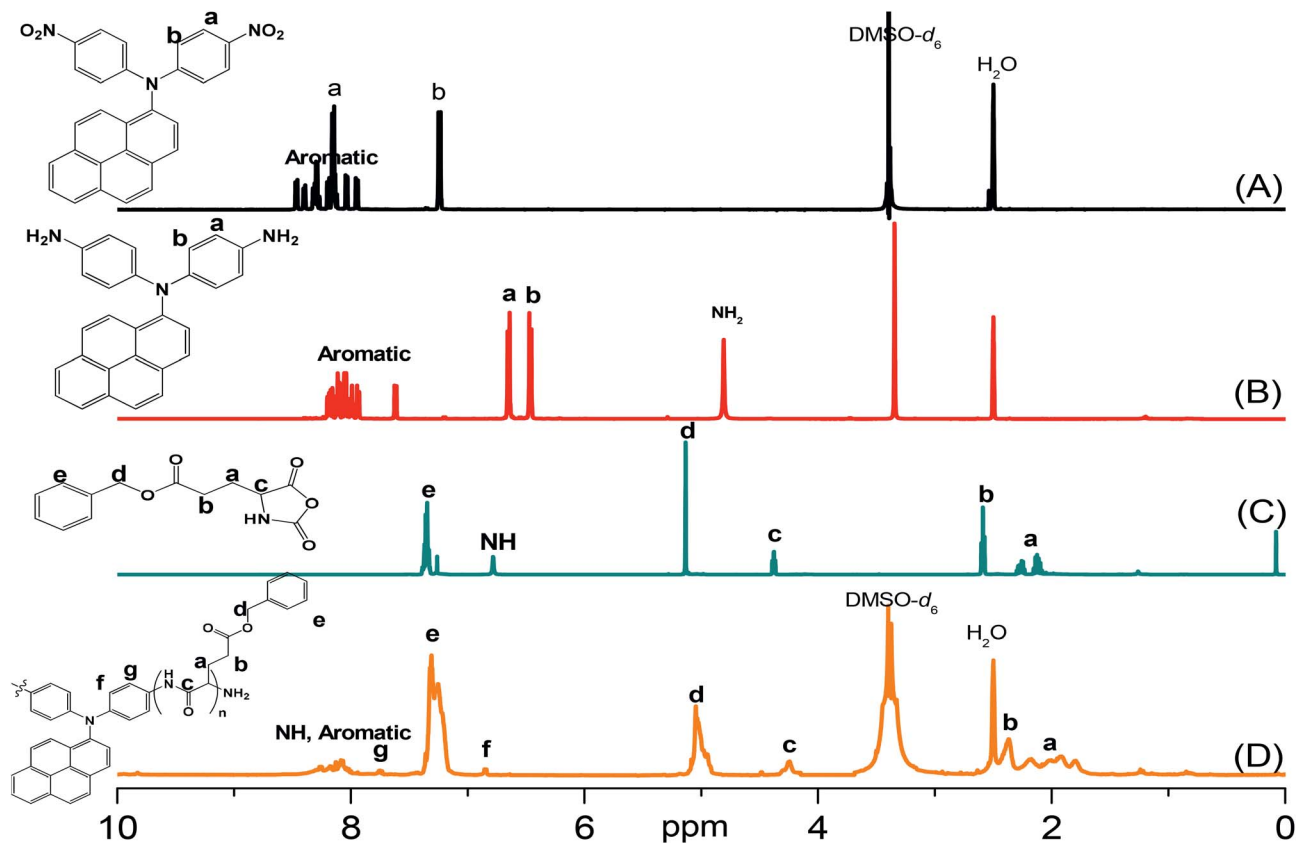 O₂N
a
b
NO₂
N
a
b
Aromatic
DMSO-d₆
H₂O
(A)
H₂N
b
a
NH₂
N
Aromatic
a
b
NH₂
(B)
e
d
O
O
b
a
c
O
O
HN
O
e
NH
d
c
b
a
(C)
d
e
O
O
a
b
f
g
H
N
c
O
n
NH₂
N
NH, Aromatic
g
e
f
d
c
DMSO-d₆
H₂O
b
a
(D)
10
8
6
ppm
4
2
0